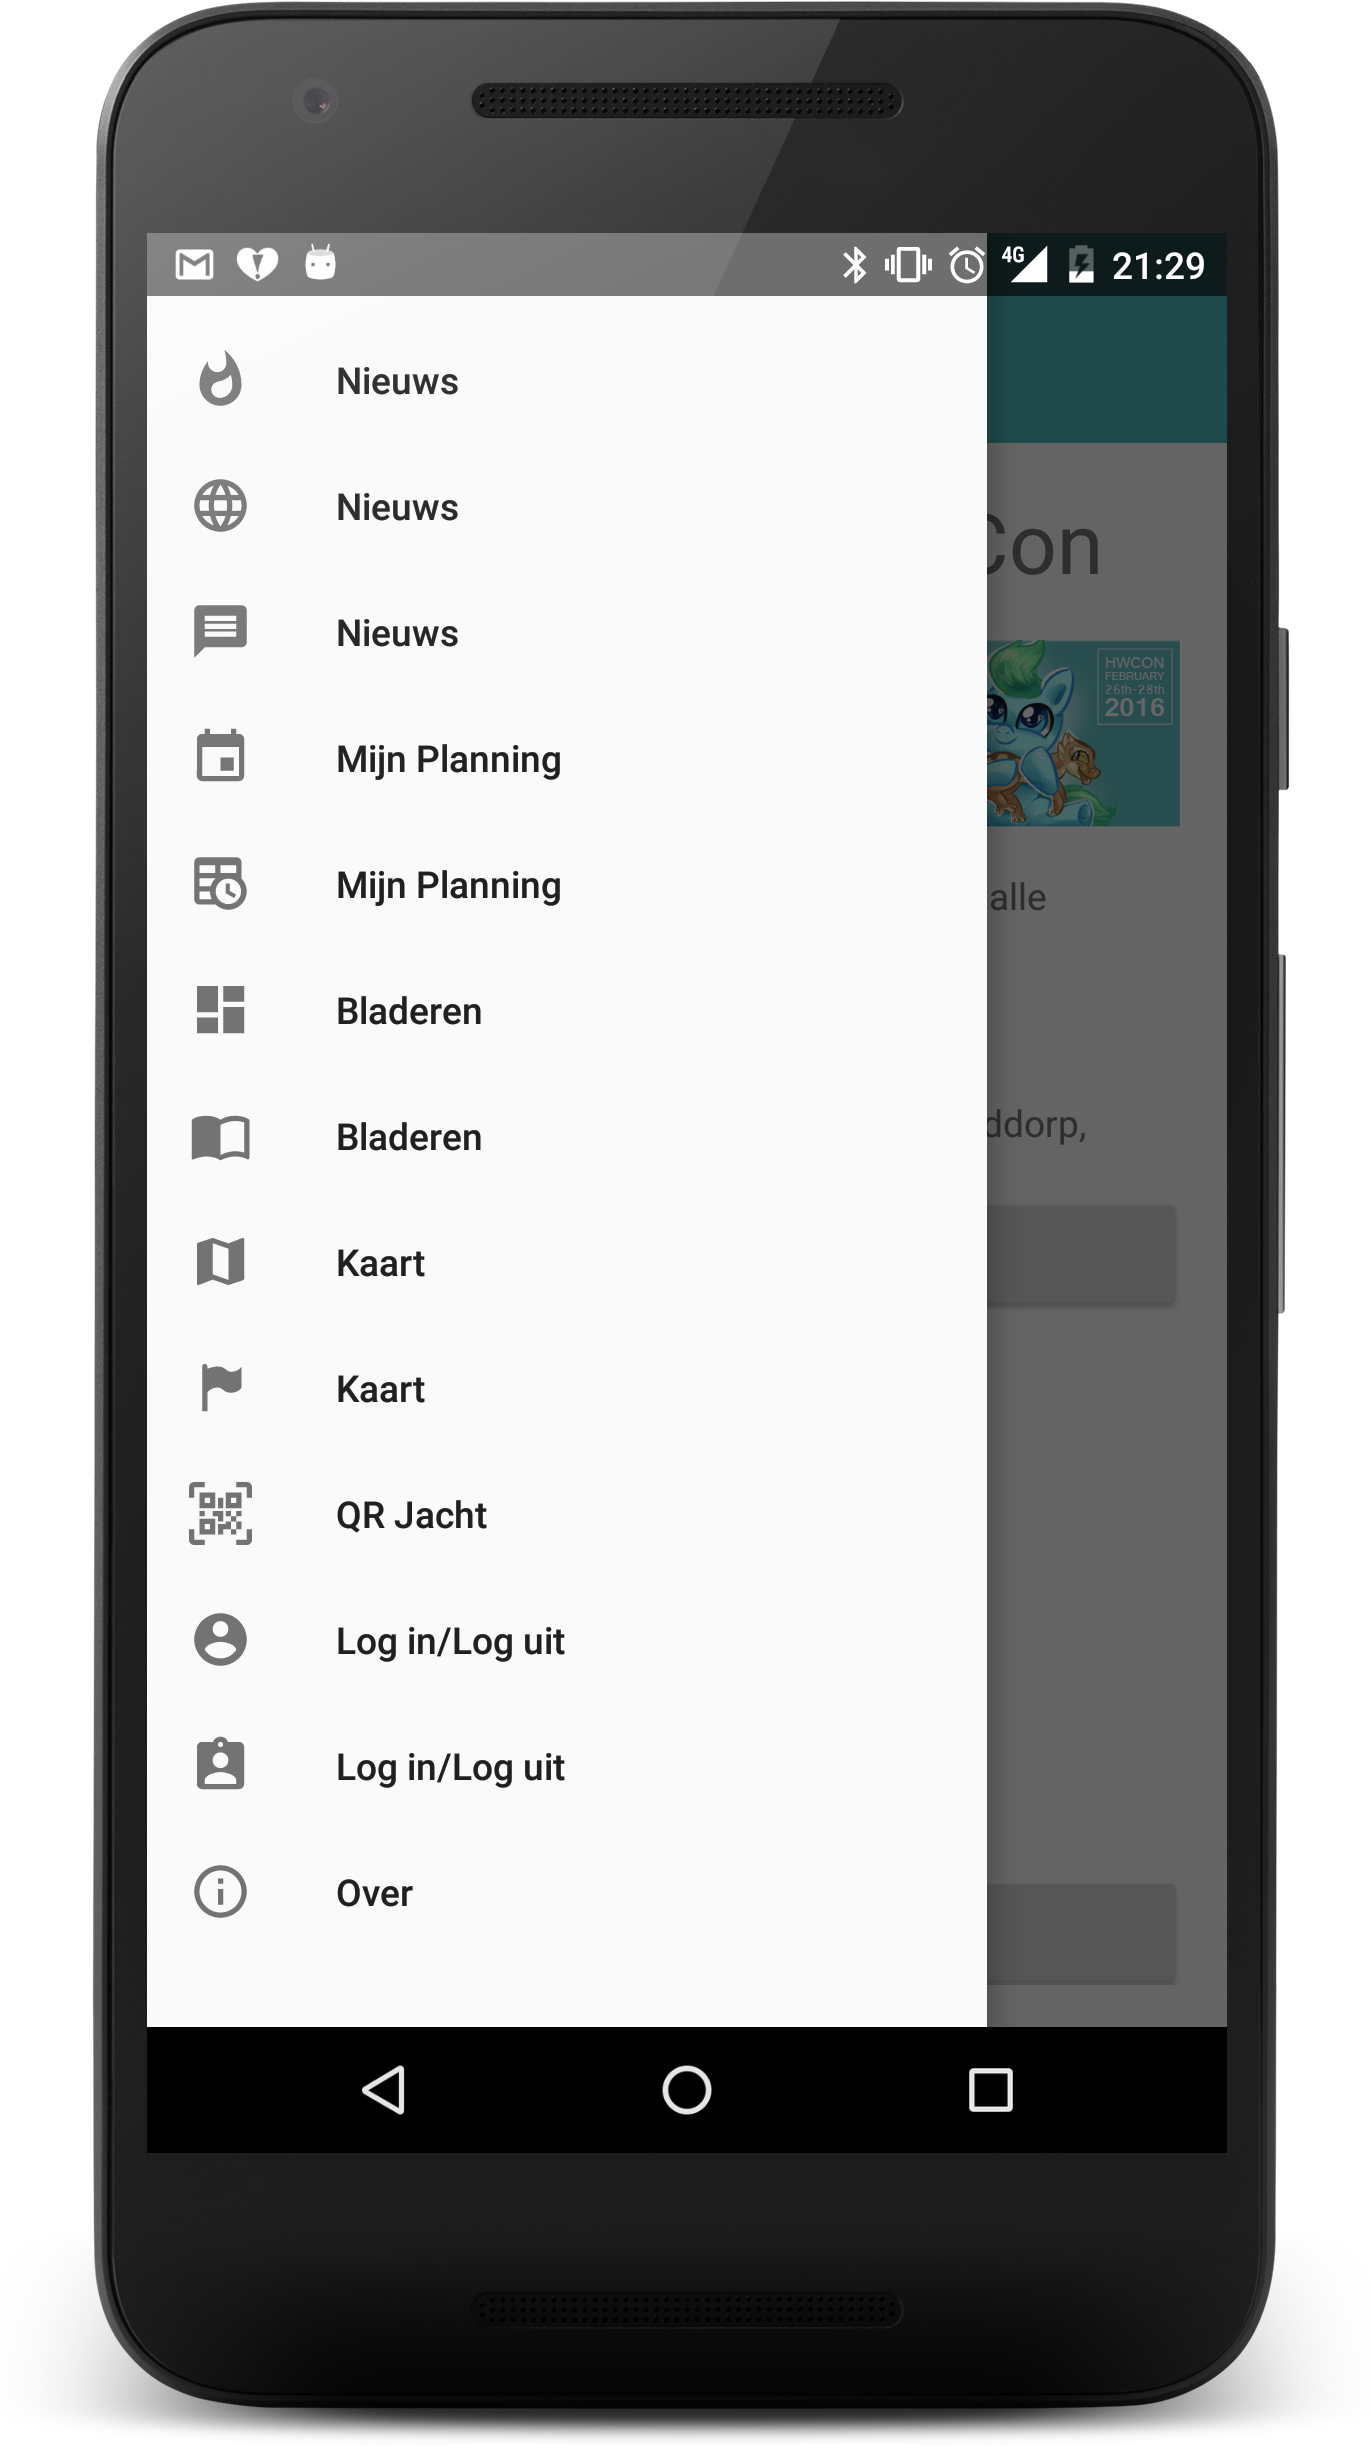 4G 21:29
Nieuws
Nieuws
Nieuws
Mijn Planning
Mijn Planning
Bladeren
Bladeren
Kaart
Kaart
QR Jacht
Log in/Log uit
Log in/Log uit
Over
Con
HWCON
FEBRUARY
26th-28th
2016
alle
ddorp,